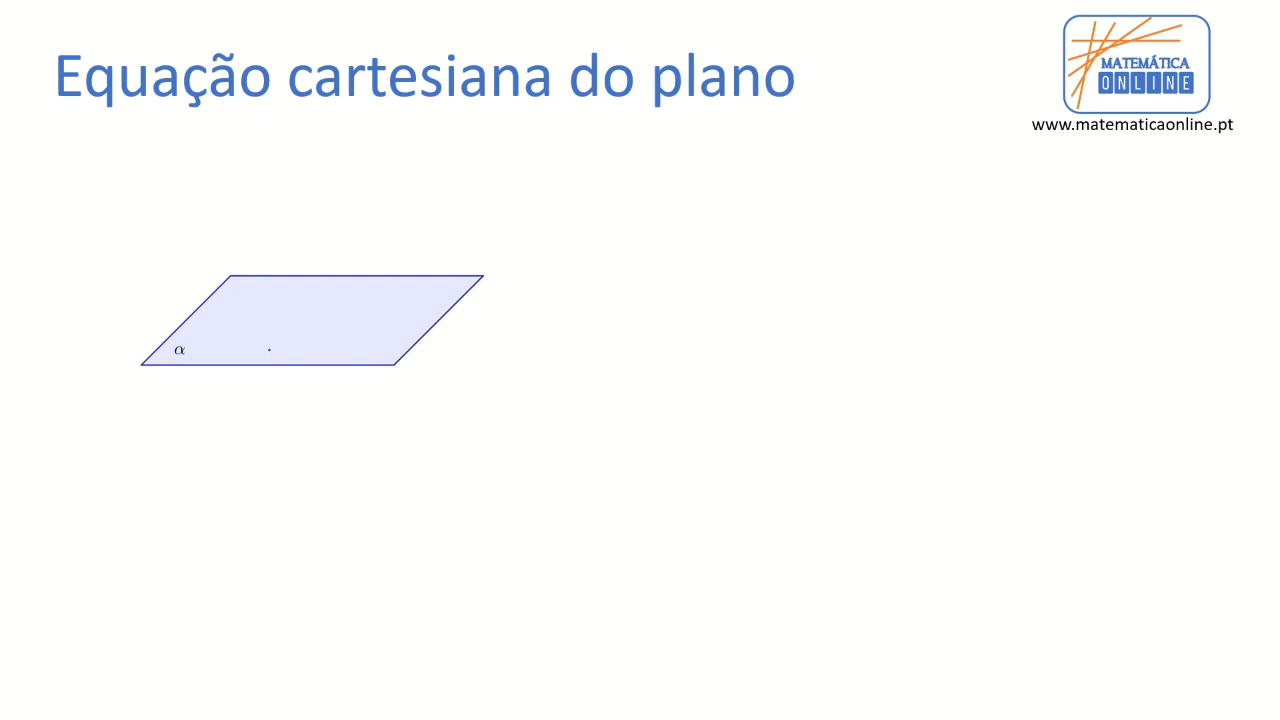 Equação cartesiana do plano
MATEMÁTICA
ONLINE
www.matematicaonline.pt
α